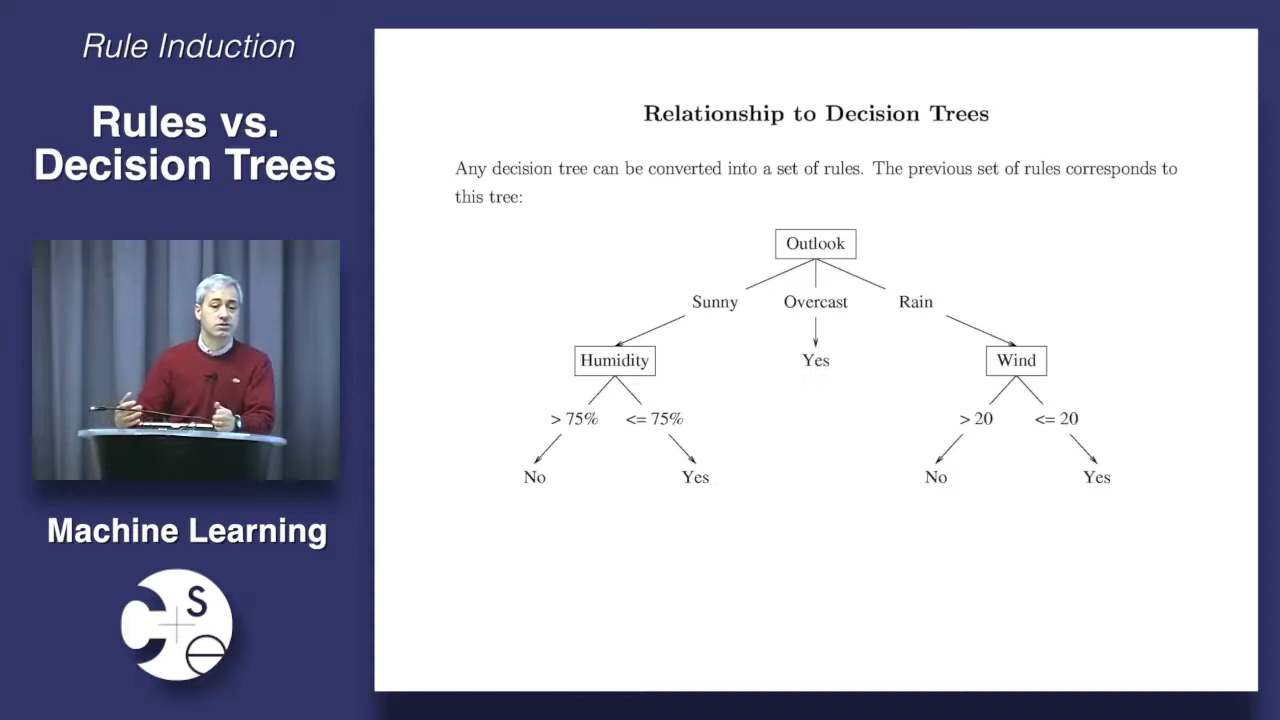 Rule Induction
Rules vs.
Decision Trees
Machine Learning
C S e
Relationship to Decision Trees
Any decision tree can be converted into a set of rules. The previous set of rules corresponds to
this tree:
Outlook
Sunny Overcast Rain
Humidity Yes Wind
> 75% <= 75% > 20 <= 20
No Yes No Yes